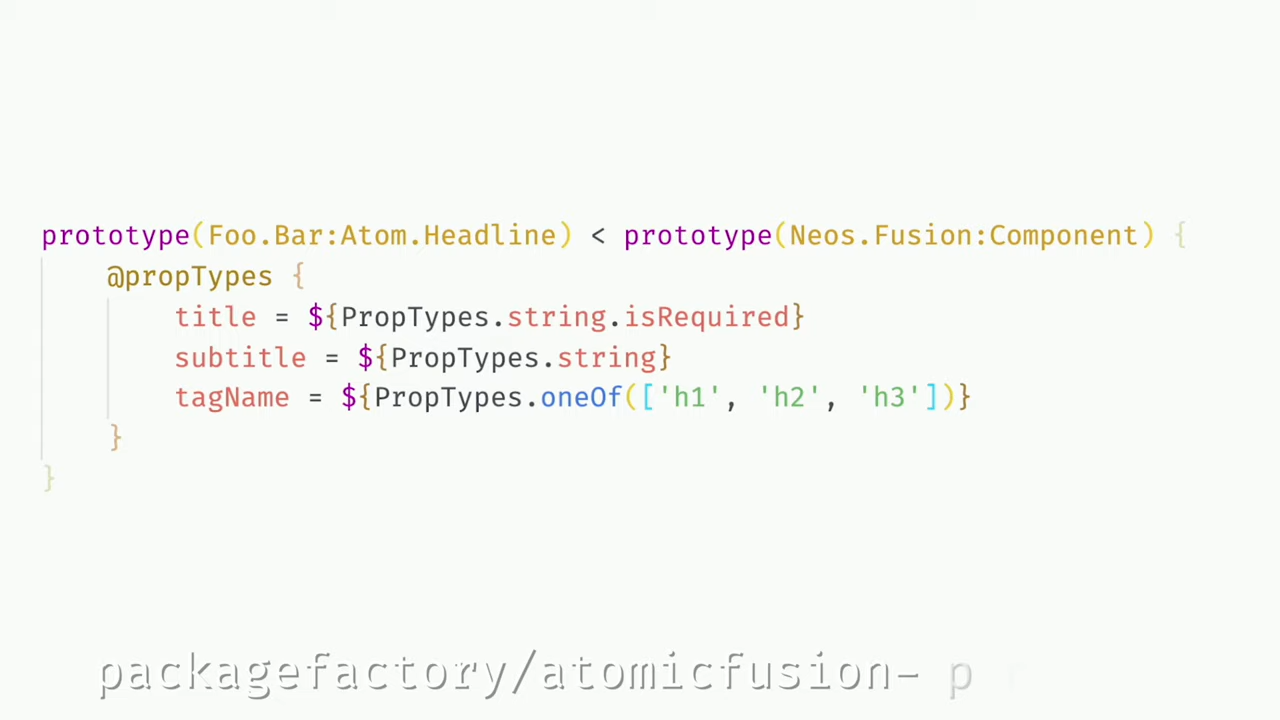 prototype(Foo.Bar:Atom.Headline) < prototype(Neos.Fusion:Component) {
@propTypes {
title = ${PropTypes.string.isRequired}
subtitle = ${PropTypes.string}
tagName = ${PropTypes.oneOf(['h1', 'h2', 'h3'])}
}
}
packagefactory/atomicfusion- p